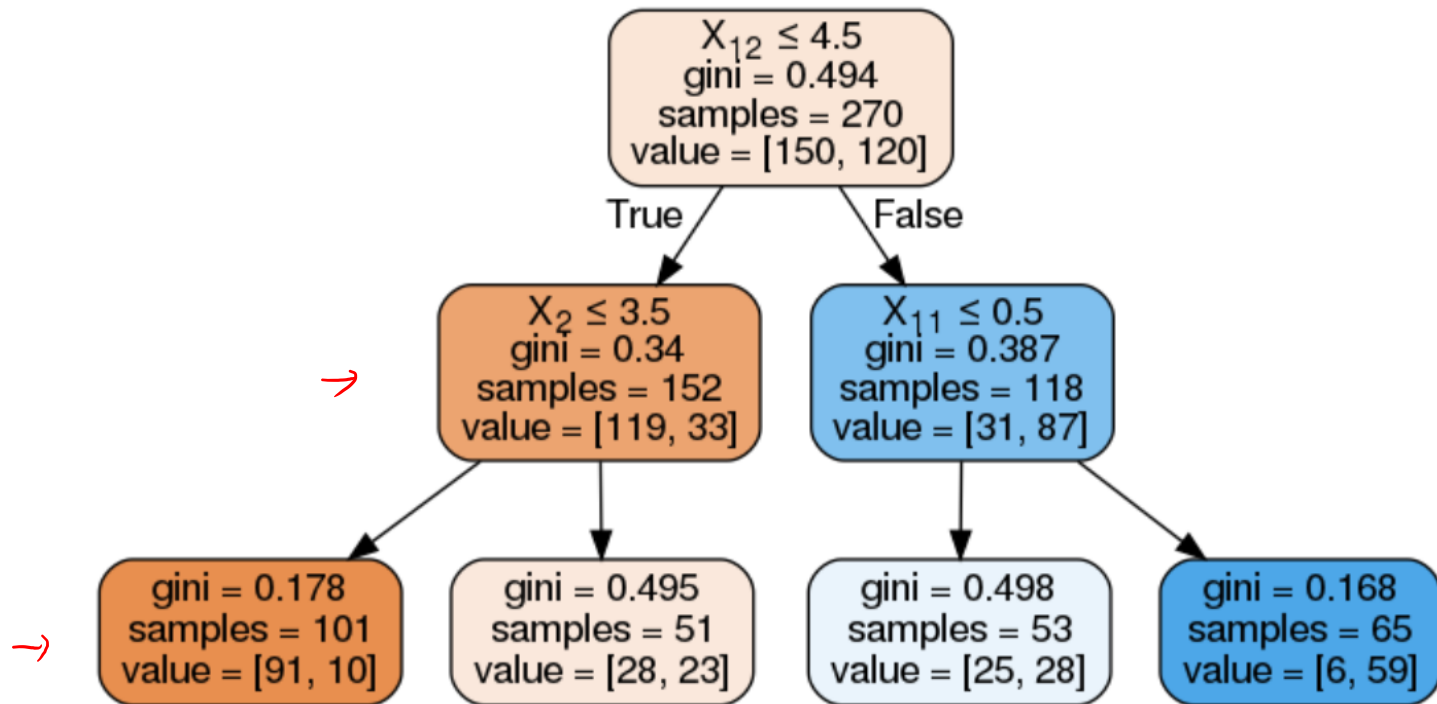 X₁₂ ≤ 4.5
gini = 0.494
samples = 270
value = [150, 120]
True
False
X₂ ≤ 3.5
gini = 0.34
samples = 152
value = [119, 33]
X₁₁ ≤ 0.5
gini = 0.387
samples = 118
value = [31, 87]
gini = 0.178
samples = 101
value = [91, 10]
gini = 0.495
samples = 51
value = [28, 23]
gini = 0.498
samples = 53
value = [25, 28]
gini = 0.168
samples = 65
value = [6, 59]